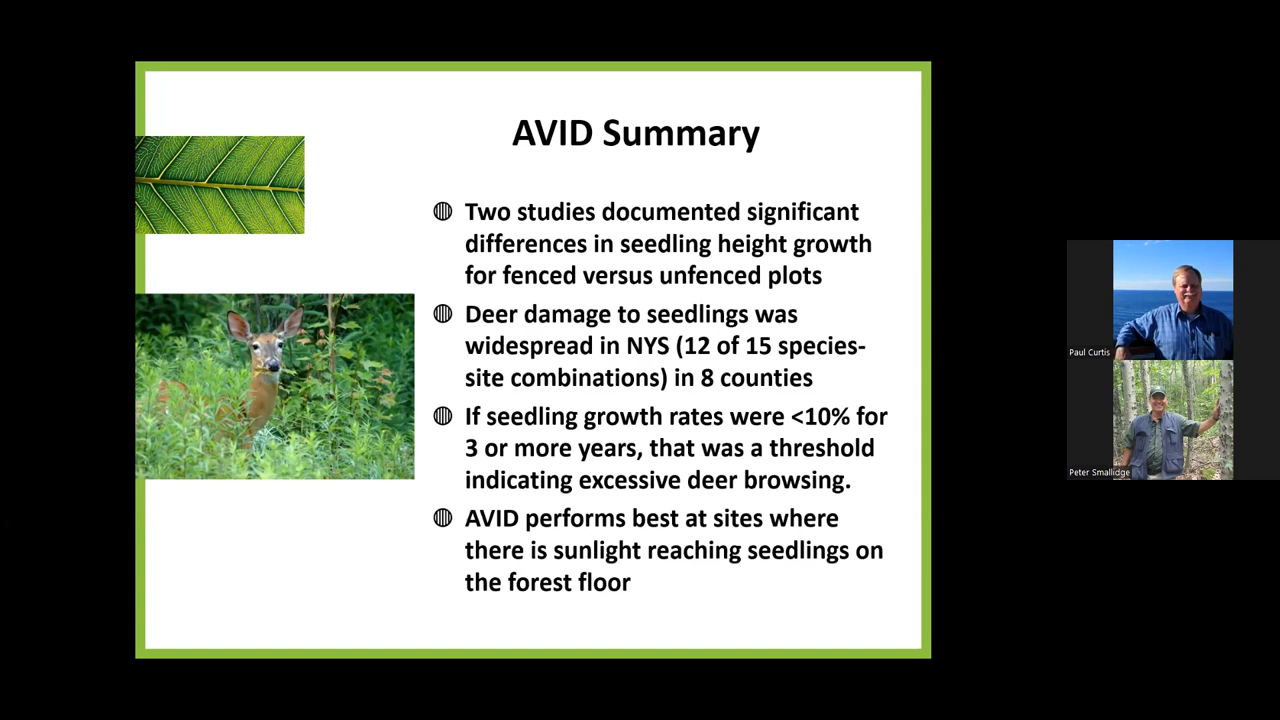 AVID Summary
Two studies documented significant
differences in seedling height growth
for fenced versus unfenced plots
Deer damage to seedlings was
widespread in NYS (12 of 15 species-
site combinations) in 8 counties
If seedling growth rates were <10% for
3 or more years, that was a threshold
indicating excessive deer browsing.
AVID performs best at sites where
there is sunlight reaching seedlings on
the forest floor
Paul Curtis
Peter Smallidge